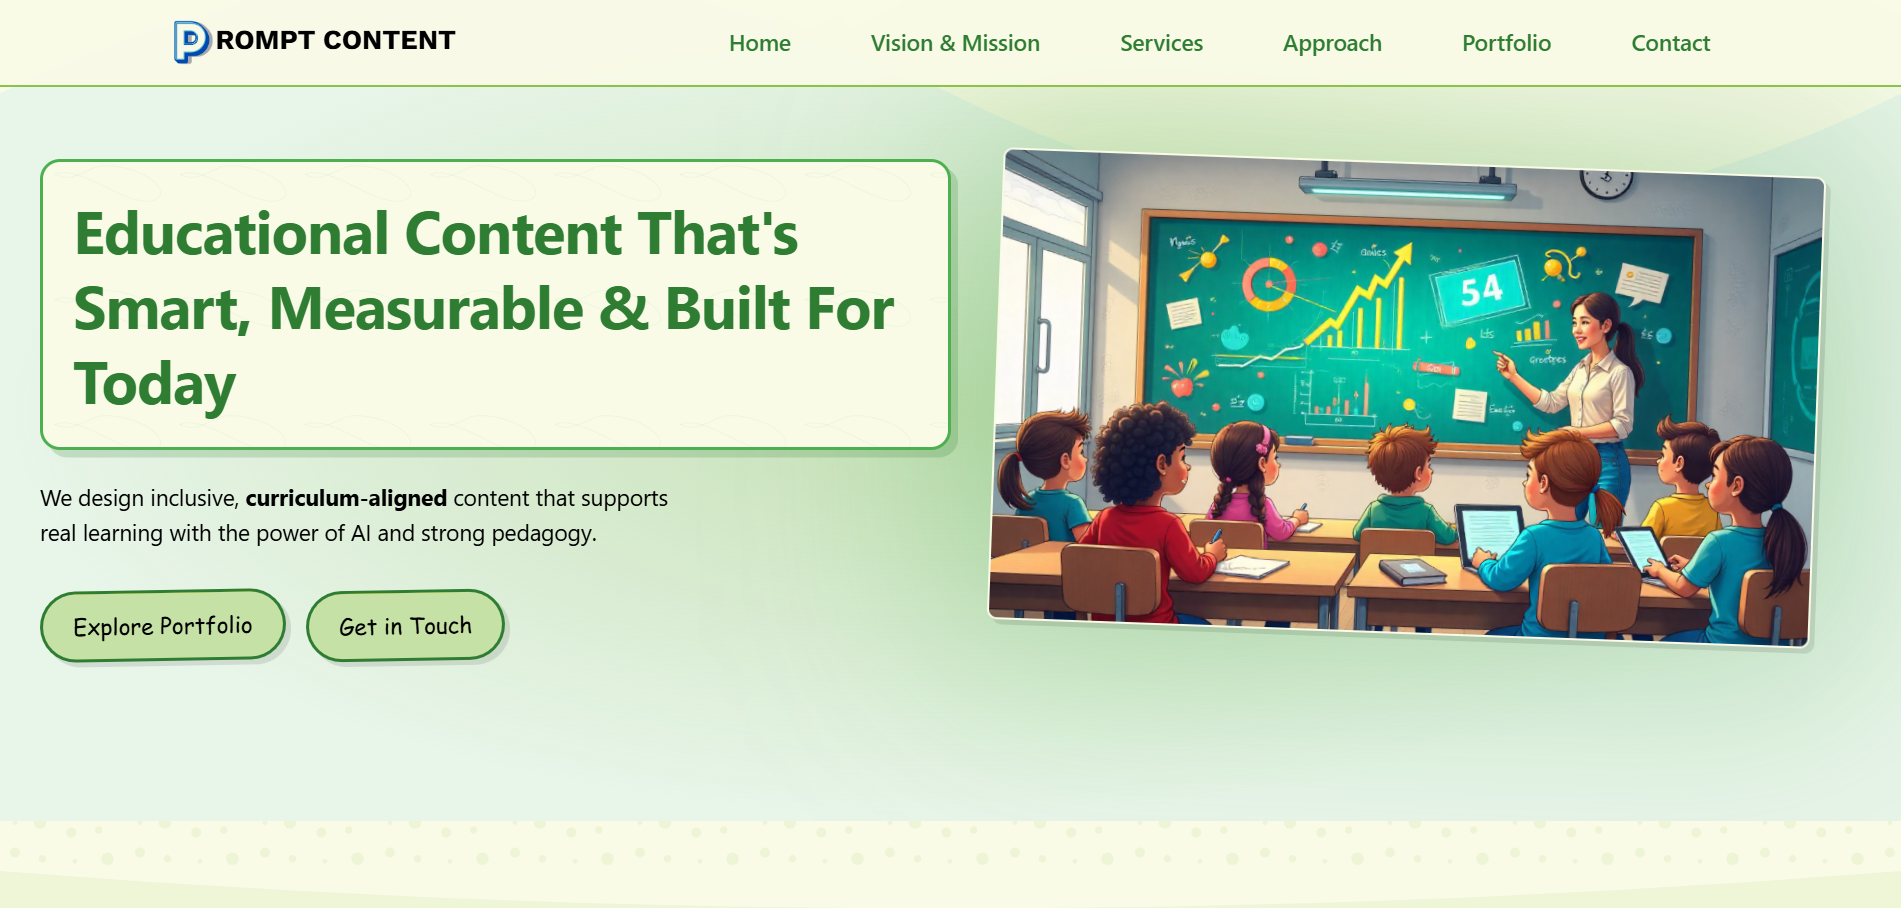 PROMPT CONTENT
Home Vision & Mission Services Approach Portfolio Contact
Educational Content That's
Smart, Measurable & Built For
Today
54
We design inclusive, curriculum-aligned content that supports
real learning with the power of AI and strong pedagogy.
Explore Portfolio Get in Touch